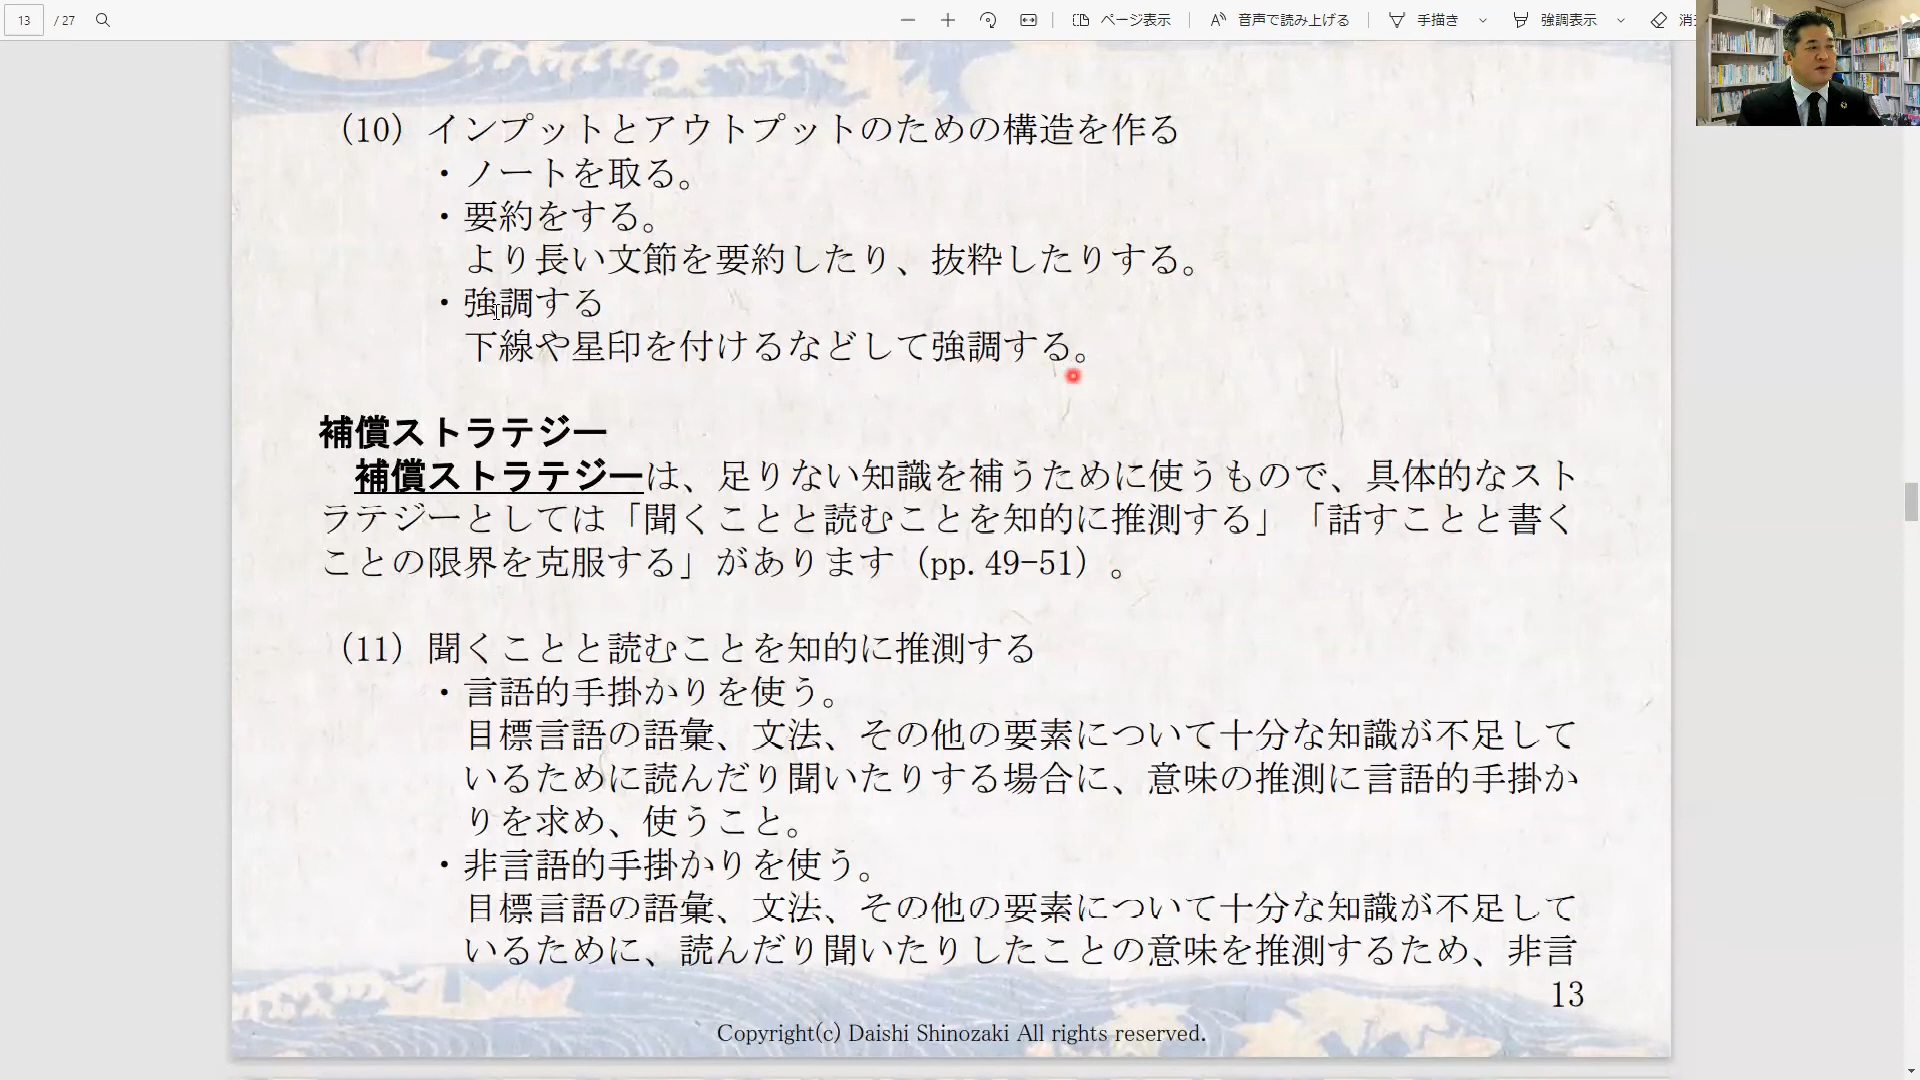 13 / 27 ページ表示 音声で読み上げる 手描き 強調表示
（10）インプットとアウトプットのための構造を作る
・ノートを取る。
・要約をする。
より長い文節を要約したり、抜粋したりする。
・強調する
下線や星印を付けるなどして強調する。
補償ストラテジー
補償ストラテジーは、足りない知識を補うために使うもので、具体的なスト
ラテジーとしては「聞くことと読むことを知的に推測する」「話すことと書く
ことの限界を克服する」があります（pp.49-51）。
（11）聞くことと読むことを知的に推測する
・言語的手掛かりを使う。
目標言語の語彙、文法、その他の要素について十分な知識が不足して
いるために読んだり聞いたりする場合に、意味の推測に言語的手掛か
りを求め、使うこと。
・非言語的手掛かりを使う。
目標言語の語彙、文法、その他の要素について十分な知識が不足して
いるために、読んだり聞いたりしたことの意味を推測するため、非言
13
Copyright(c) Daishi Shinozaki All rights reserved.